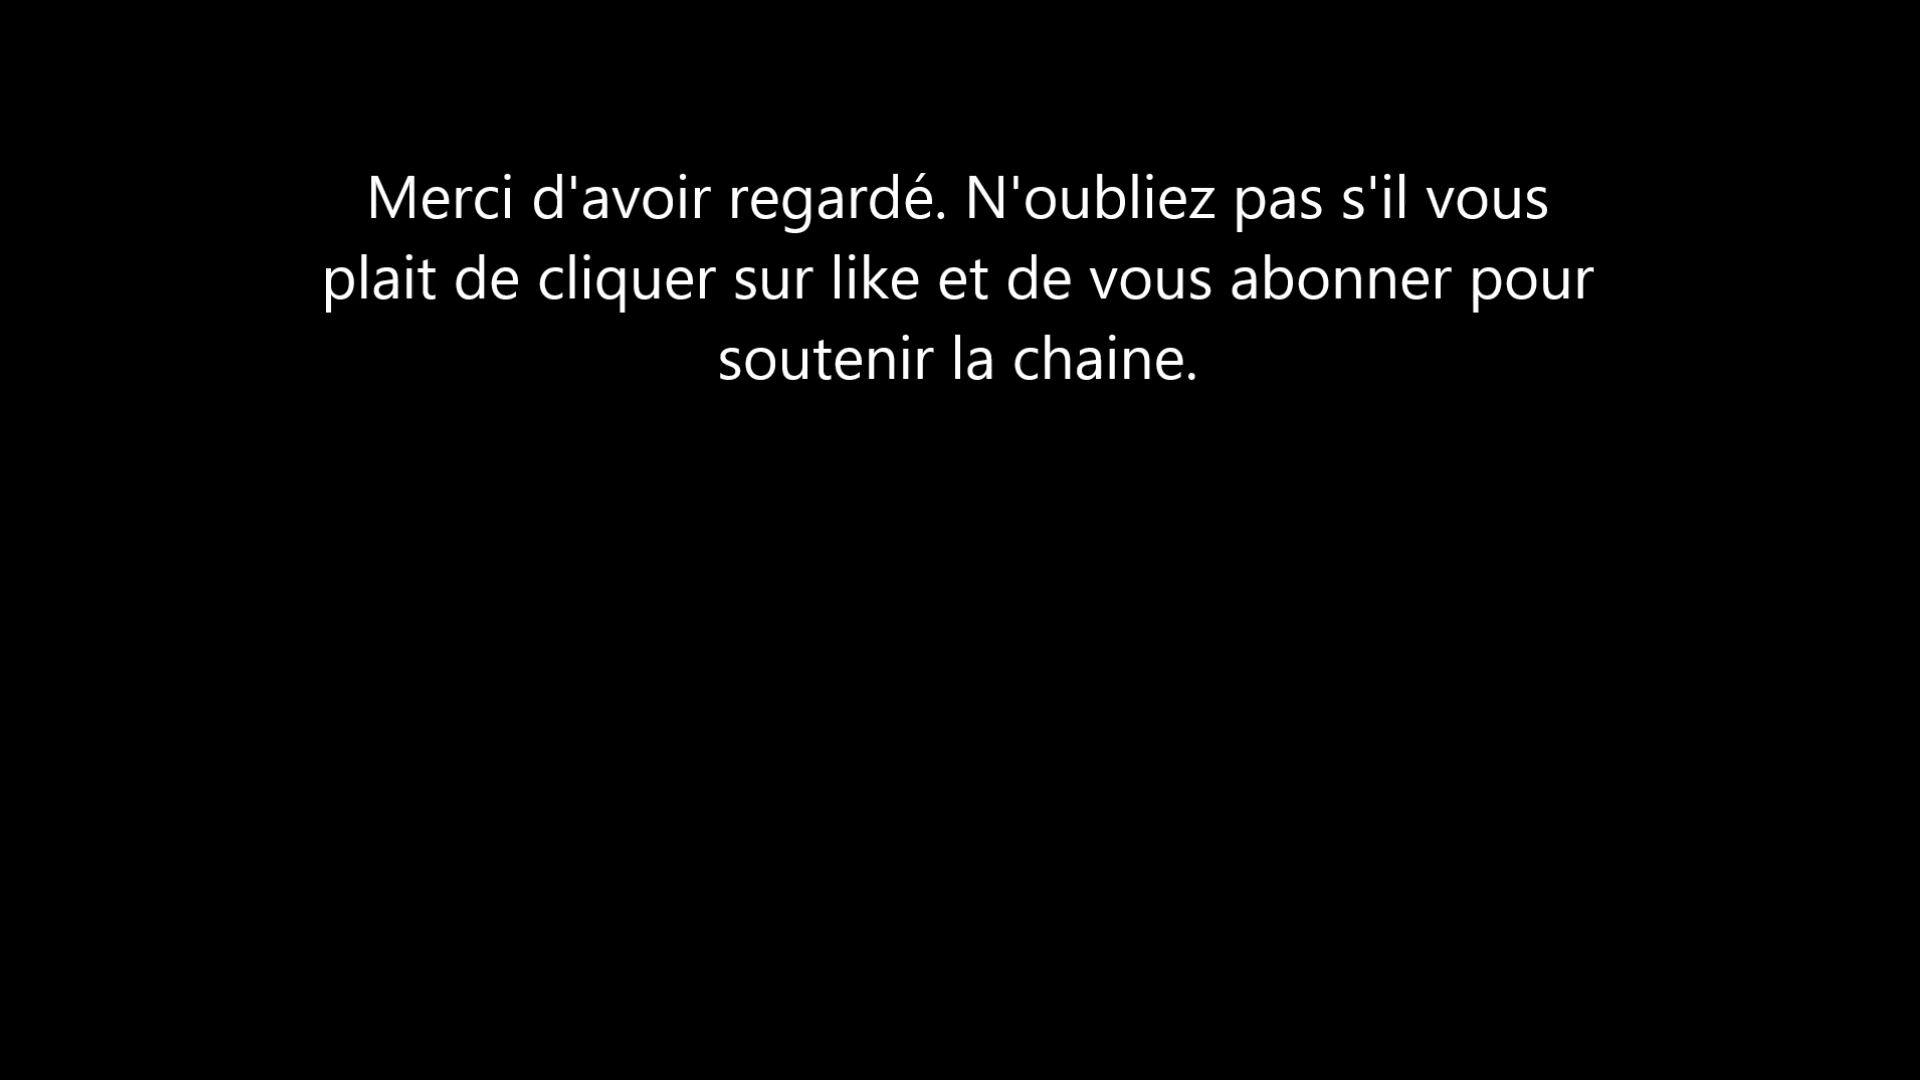 Merci d'avoir regardé. N'oubliez pas s'il vous
plait de cliquer sur like et de vous abonner pour
soutenir la chaine.